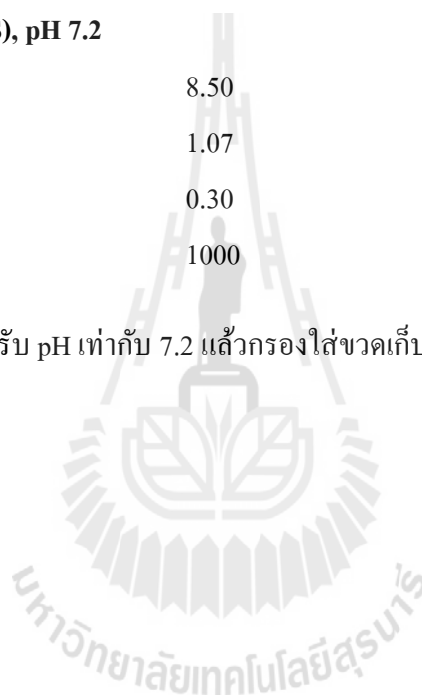 ), pH 7.2
8.50
1.07
0.30
1000
รับ pH เท่ากับ 7.2 แล้วกรองใส่ขวดเก็บ
มหาวิทยาลัยเทคโนโลยีสุรนารี